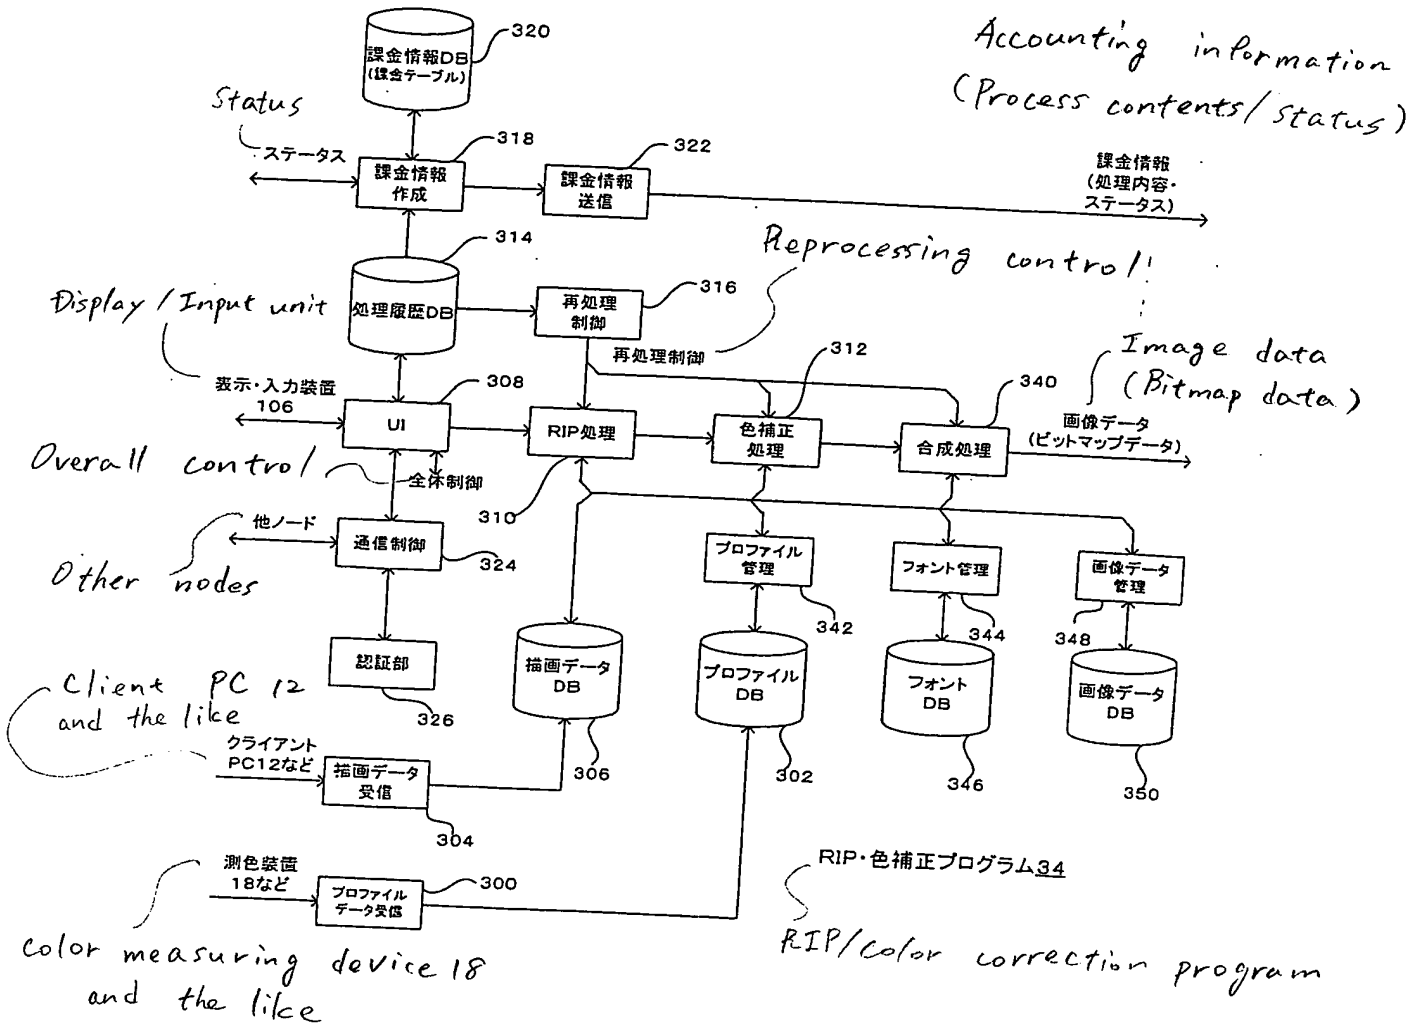 320
課金情報DB
(課金テーブル)
Accounting information
(Process contents/status)
Status
ステータス
318
課金情報
作成
322
課金情報
送信
課金情報
(処理内容・
ステータス)
314
処理履歴DB
Reprocessing control
316
再処理
制御
再処理制御
Display/Input unit
表示・入力装置
106
308
UI
RIP処理
310
312
色補正
処理
340
合成処理
Image data
(Bitmap data)
画像データ
(ビットマップデータ)
Overall control
全体制御
他ノード
Other nodes
通信制御
324
プロファイル
管理
342
フォント管理
344
画像データ
管理
348
認証部
326
描画データ
DB
306
プロファイル
DB
302
フォント
DB
346
画像データ
DB
350
Client PC 12
and the like
クライアント
PC12など
描画データ
受信
304
測色装置
18など
300
プロファイル
データ受信
color measuring device 18
and the like
RIP・色補正プログラム34
RIP/color correction program